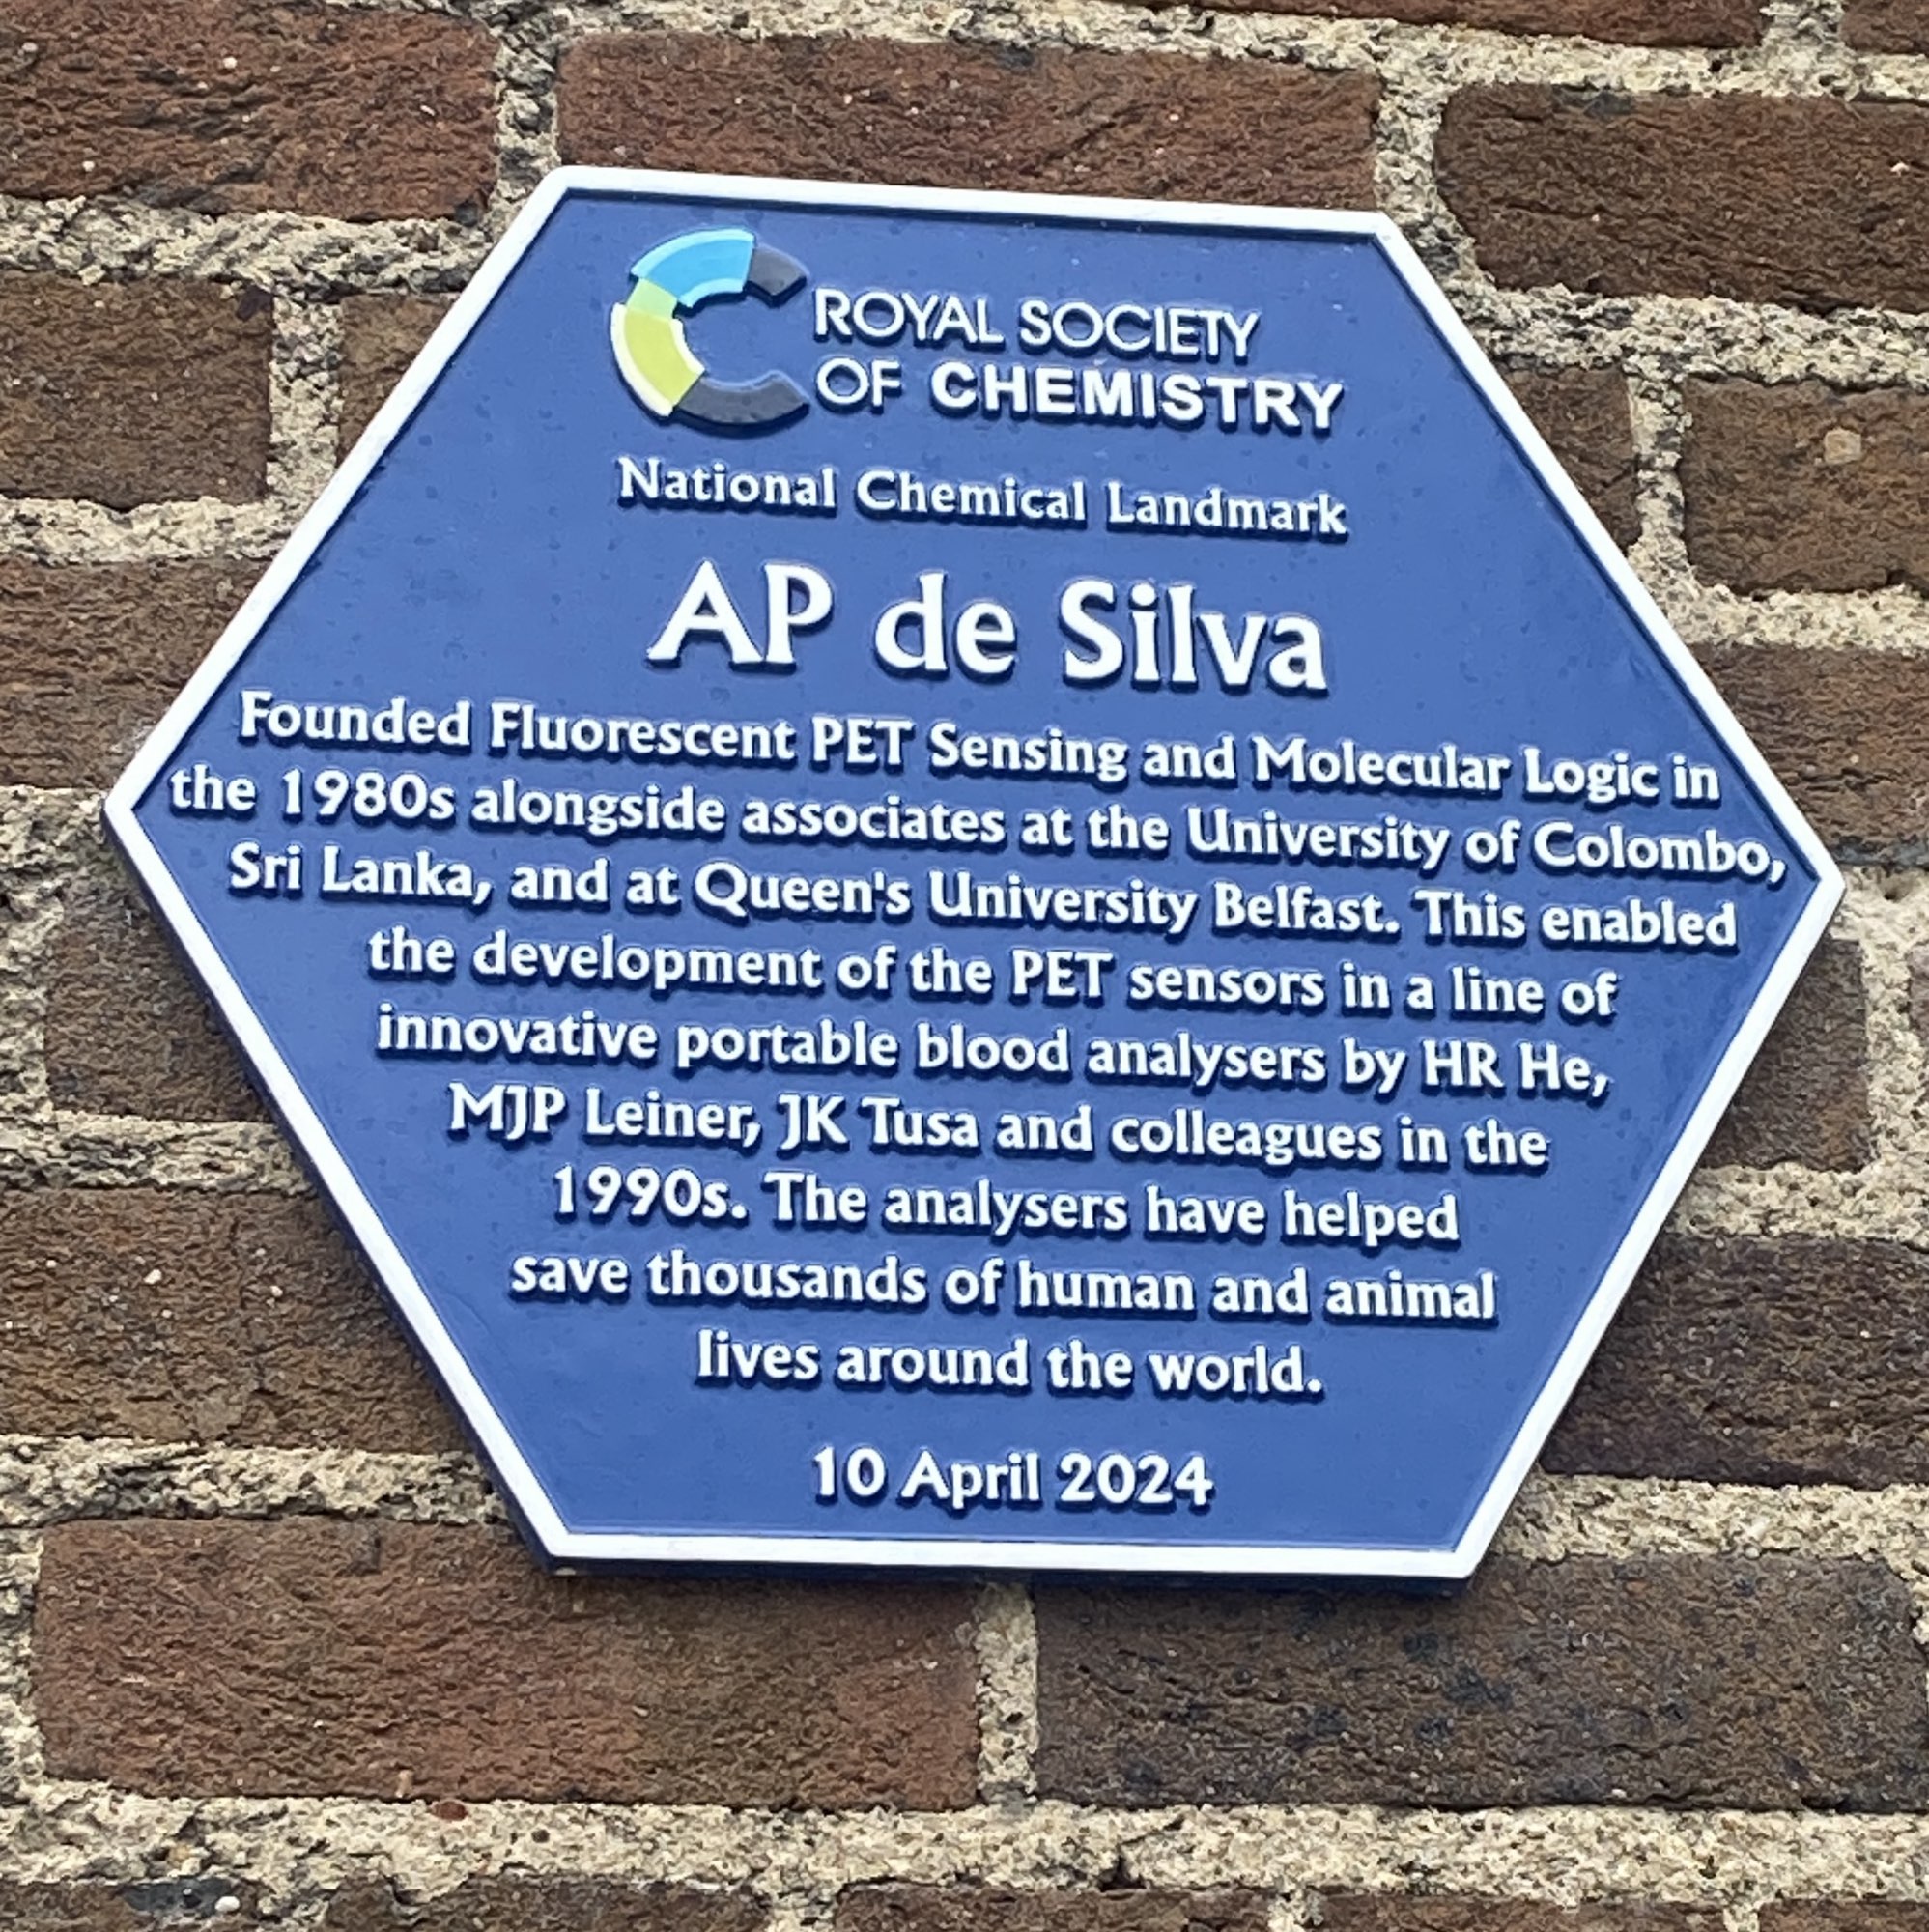 ROYAL SOCIETY
OF CHEMISTRY
National Chemical Landmark
AP de Silva
Founded Fluorescent PET Sensing and Molecular Logic in
the 1980s alongside associates at the University of Colombo,
Sri Lanka, and at Queen's University Belfast. This enabled
the development of the PET sensors in a line of
innovative portable blood analysers by HR He,
MJP Leiner, JK Tusa and colleagues in the
1990s. The analysers have helped
save thousands of human and animal
lives around the world.
10 April 2024